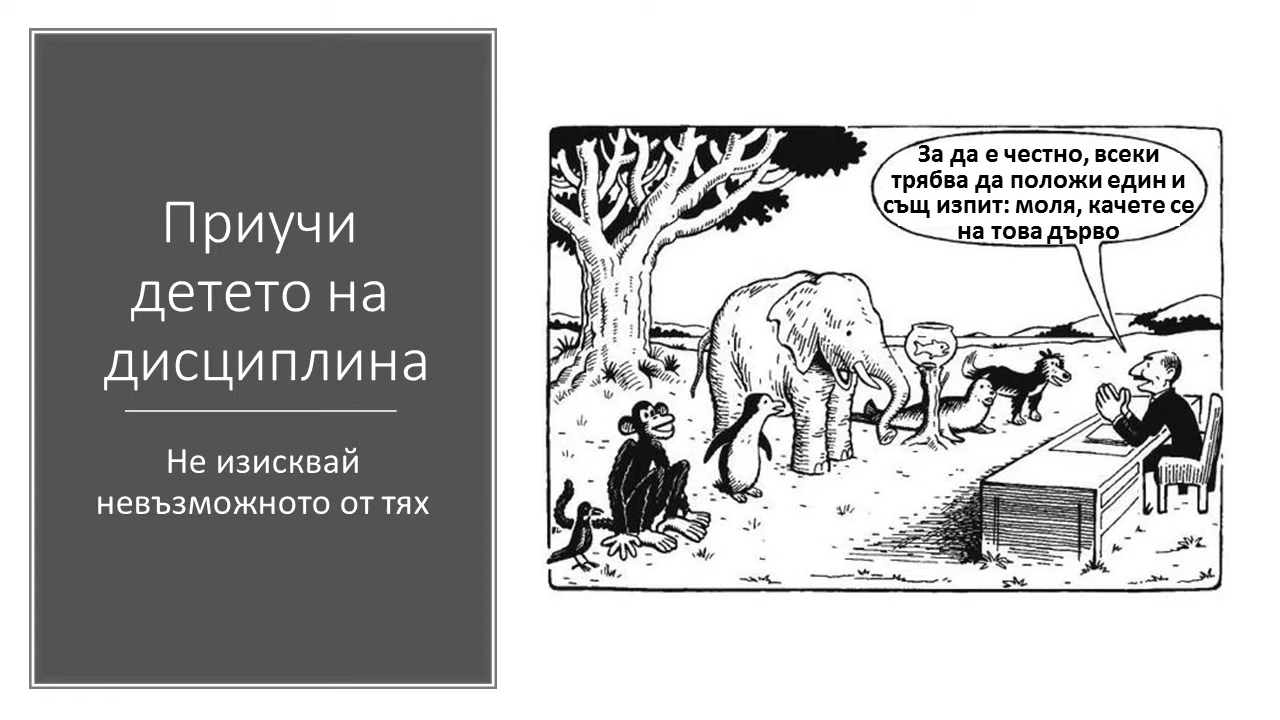 Приучи
детето на
дисциплина
Не изисквай
невъзможното от тях
За да е честно, всеки
трябва да положи един и
същ изпит: моля, качете се
на това дърво